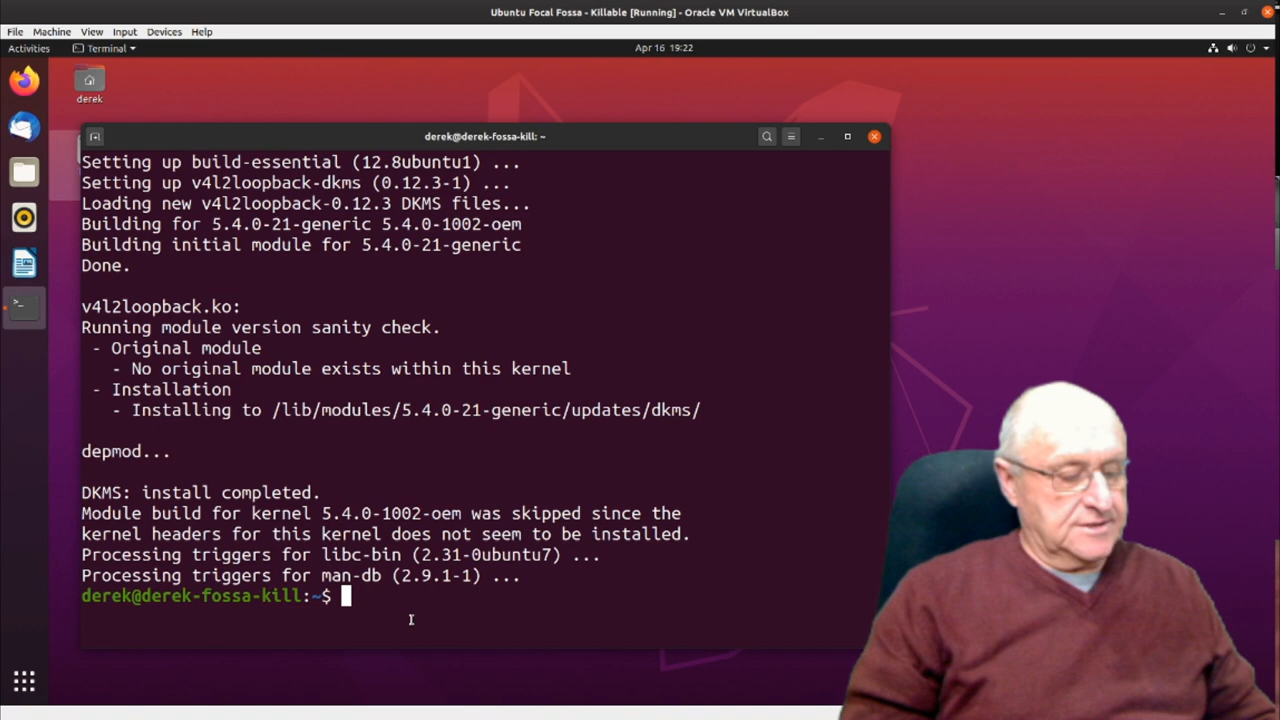 Ubuntu Focal Fossa - Killable [Running] - Oracle VM VirtualBox
File Machine View Input Devices Help
Activities Terminal Apr 16 19:22
derek
derek@derek-fossa-kill: ~
Setting up build-essential (12.8ubuntu1) ...
Setting up v4l2loopback-dkms (0.12.3-1) ...
Loading new v4l2loopback-0.12.3 DKMS files...
Building for 5.4.0-21-generic 5.4.0-1002-oem
Building initial module for 5.4.0-21-generic
Done.
v4l2loopback.ko:
Running module version sanity check.
- Original module
- No original module exists within this kernel
- Installation
- Installing to /lib/modules/5.4.0-21-generic/updates/dkms/
depmod...
DKMS: install completed.
Module build for kernel 5.4.0-1002-oem was skipped since the
kernel headers for this kernel does not seem to be installed.
Processing triggers for libc-bin (2.31-0ubuntu7) ...
Processing triggers for man-db (2.9.1-1) ...
derek@derek-fossa-kill:~$